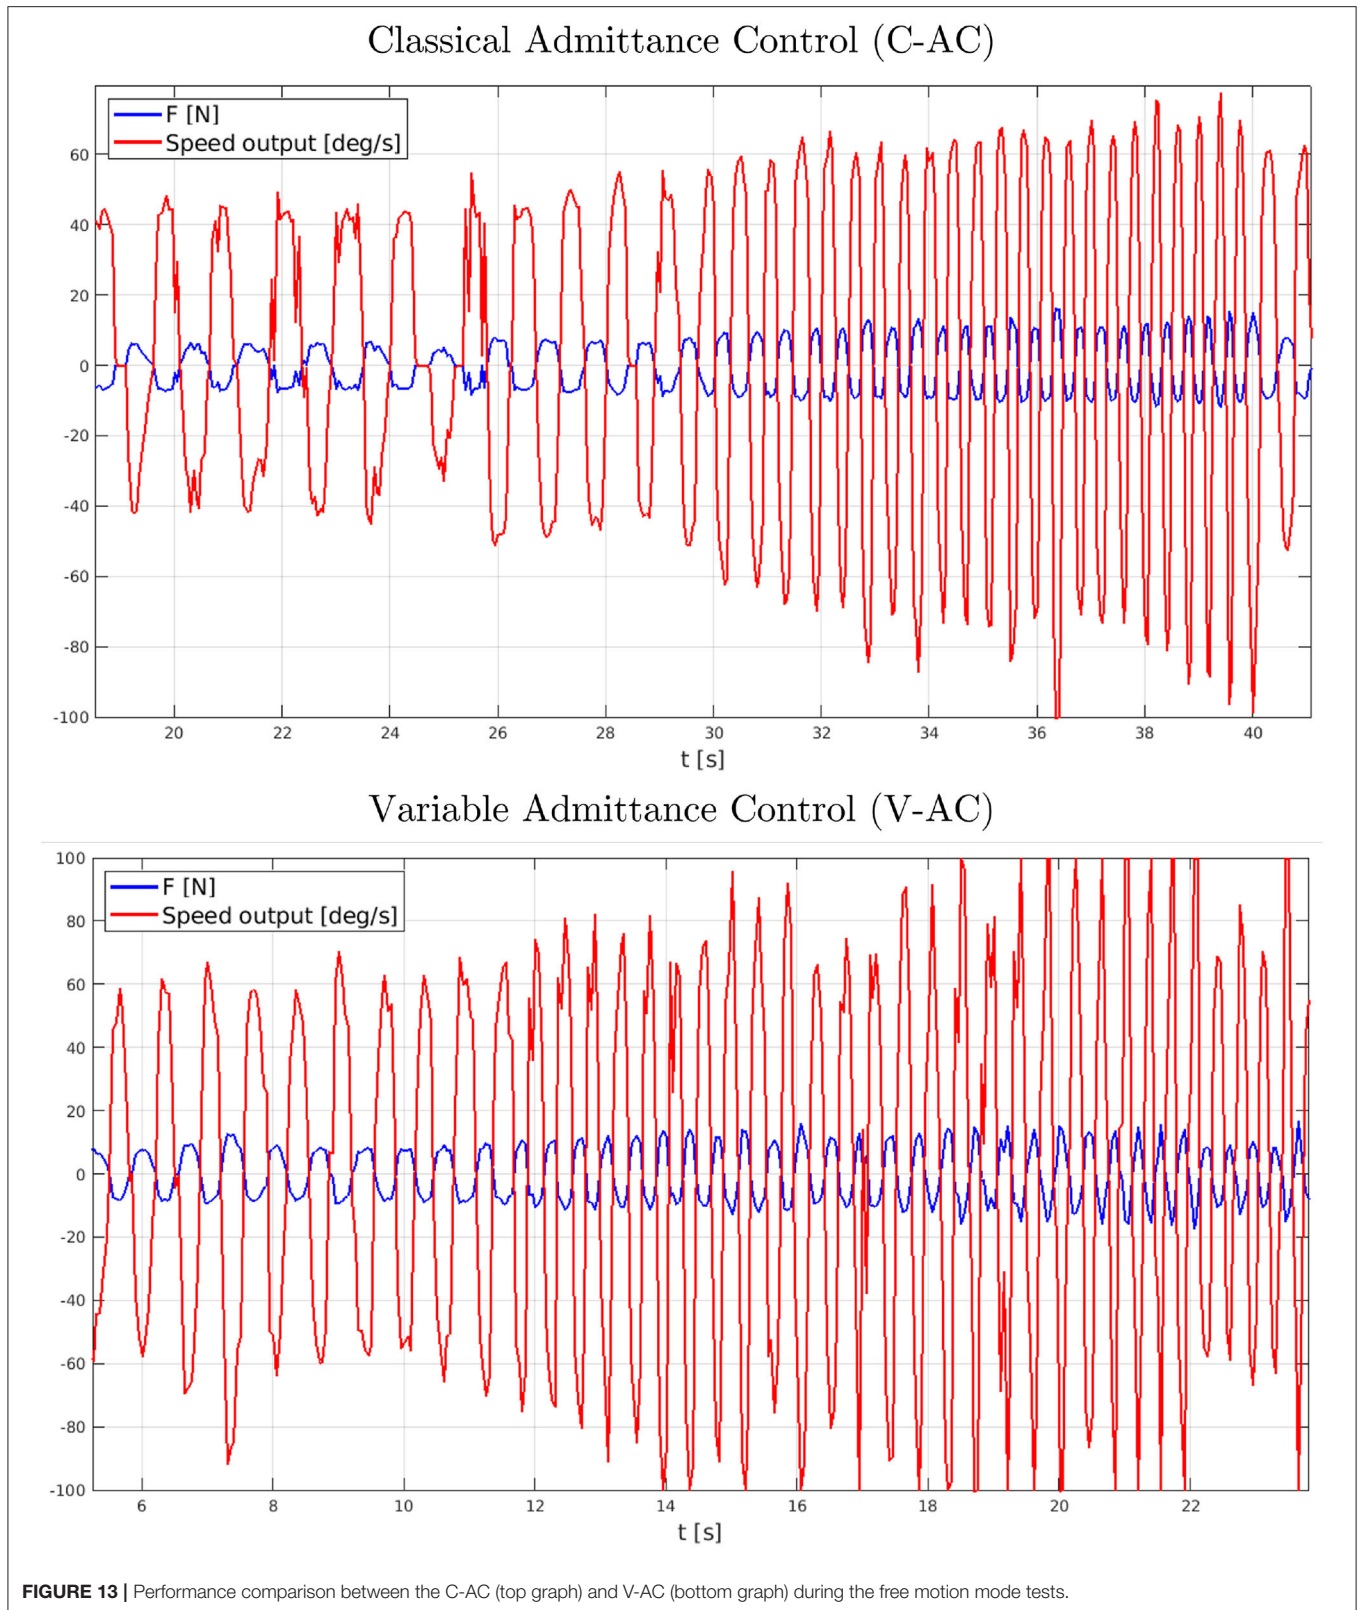 Classical Admittance Control (C-AC)
F [N]
Speed output [deg/s]
60
40
20
0
-20
-40
-60
-80
-100
20 22 24 26 28 30 32 34 36 38 40
t [s]
Variable Admittance Control (V-AC)
F [N]
Speed output [deg/s]
100
80
60
40
20
0
-20
-40
-60
-80
-100
6 8 10 12 14 16 18 20 22
t [s]
FIGURE 13 | Performance comparison between the C-AC (top graph) and V-AC (bottom graph) during the free motion mode tests.